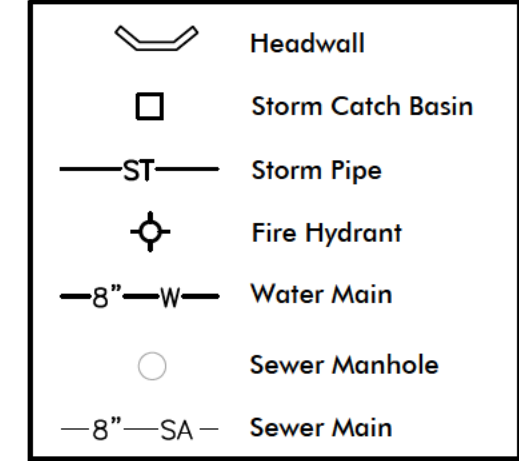 Headwall
Storm Catch Basin
ST Storm Pipe
Fire Hydrant
8" W Water Main
Sewer Manhole
8" SA Sewer Main